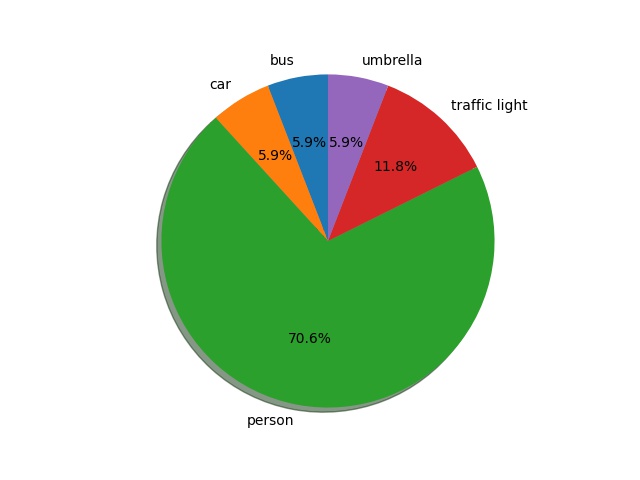 bus
umbrella
car
traffic light
5.9%
5.9%
5.9%
11.8%
70.6%
person